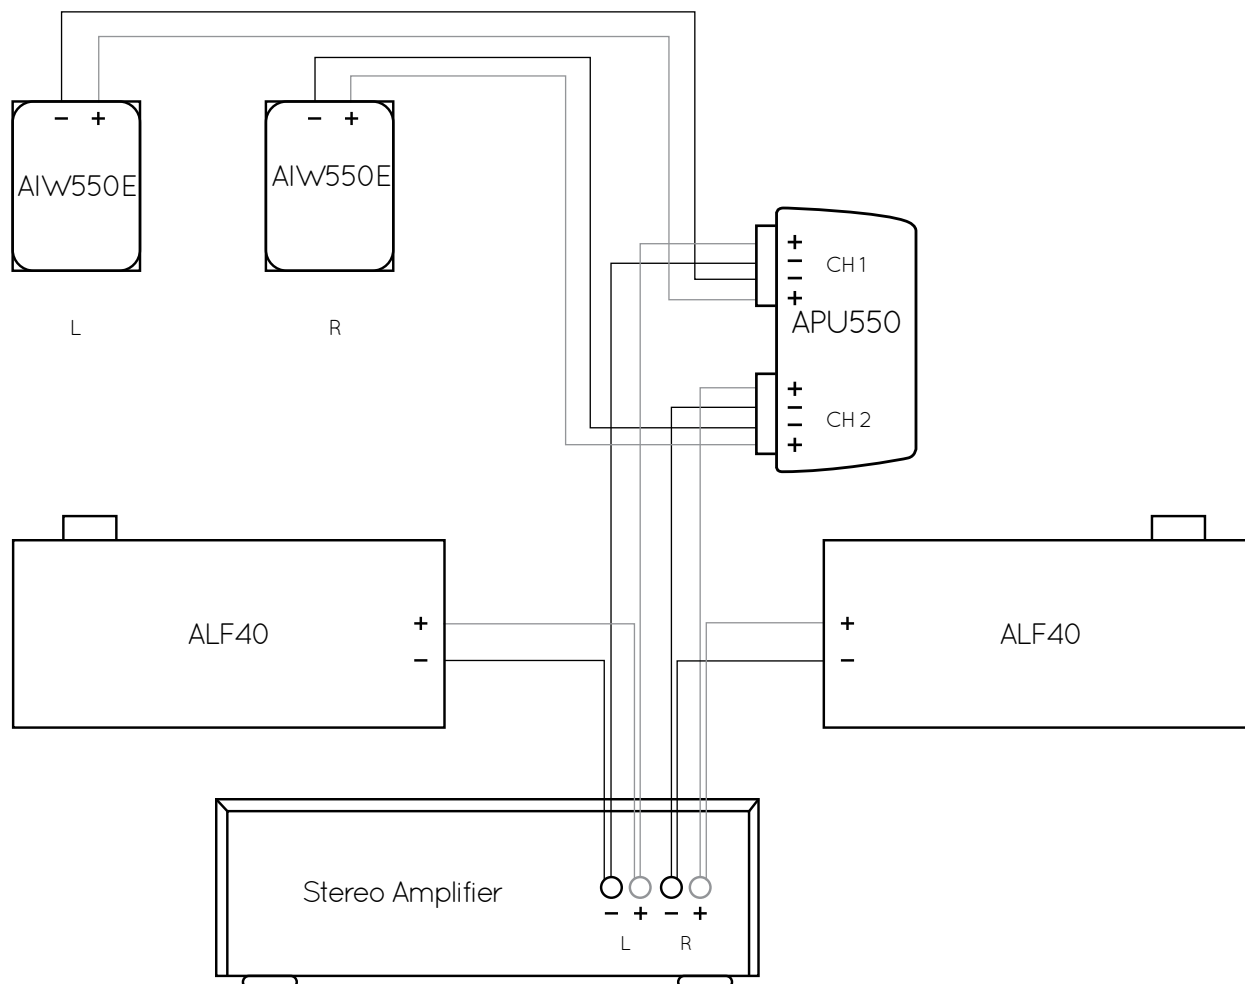 − +
AIW550E
L
− +
AIW550E
R
+
−
CH 1
−
+
APU550
+
−
CH 2
−
+
ALF40
+
−
+
−
ALF40
Stereo Amplifier
− + − +
L R